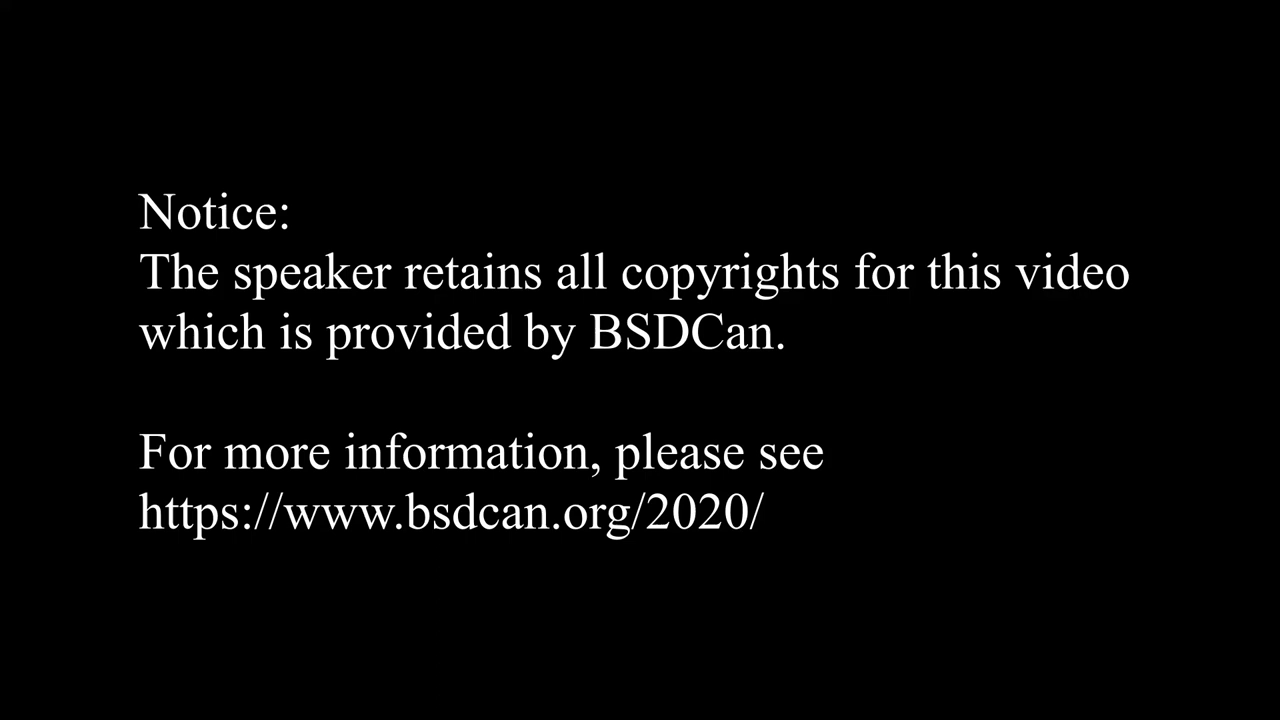 Notice:
The speaker retains all copyrights for this video
which is provided by BSDCan.
For more information, please see
https://www.bsdcan.org/2020/